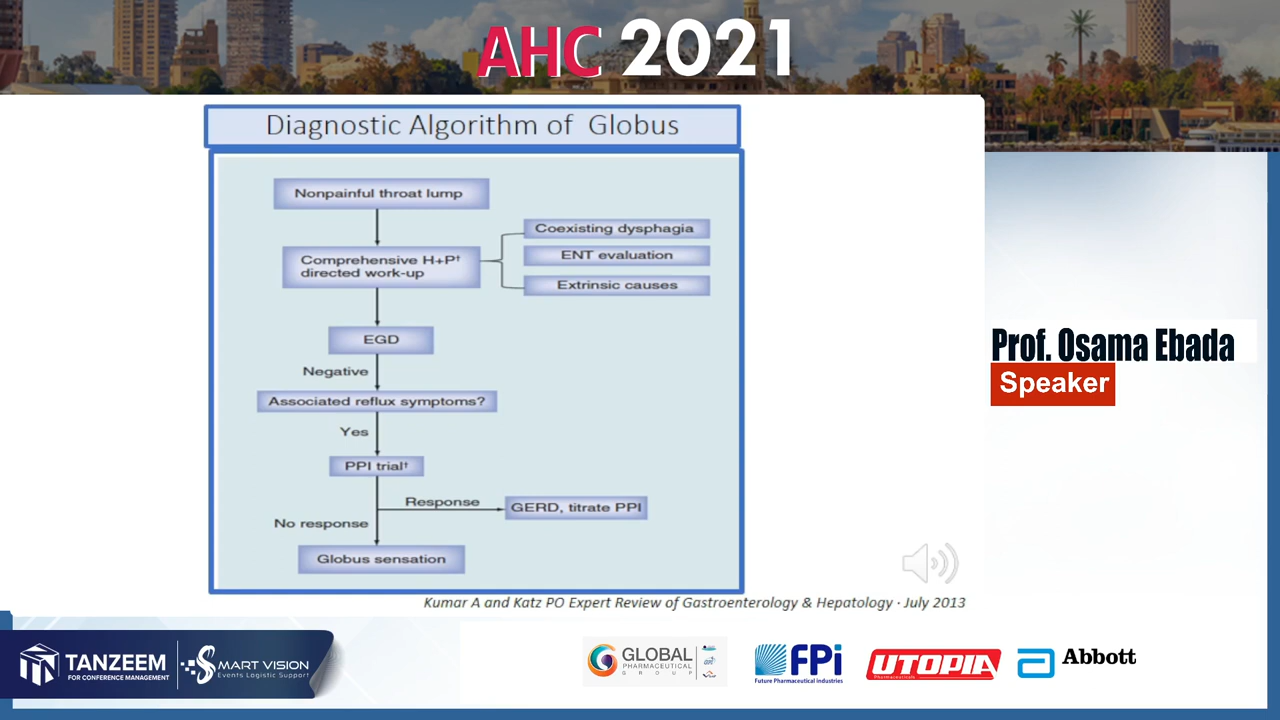 AHC 2021
Diagnostic Algorithm of Globus
Nonpainful throat lump
Comprehensive H+P†
directed work-up
Coexisting dysphagia
ENT evaluation
Extrinsic causes
EGD
Negative
Associated reflux symptoms?
Yes
PPI trial†
Response
GERD, titrate PPI
No response
Globus sensation
Kumar A and Katz PO Expert Review of Gastroenterology & Hepatology · July 2013
Prof. Osama Ebada
Speaker
TANZEEM
FOR CONFERENCE MANAGEMENT
SMART VISION
Events Logistic Support
GLOBAL
PHARMACEUTICAL
GROUP
FPi
Future Pharmaceutical industries
UTOPIA
Pharmaceuticals
Abbott